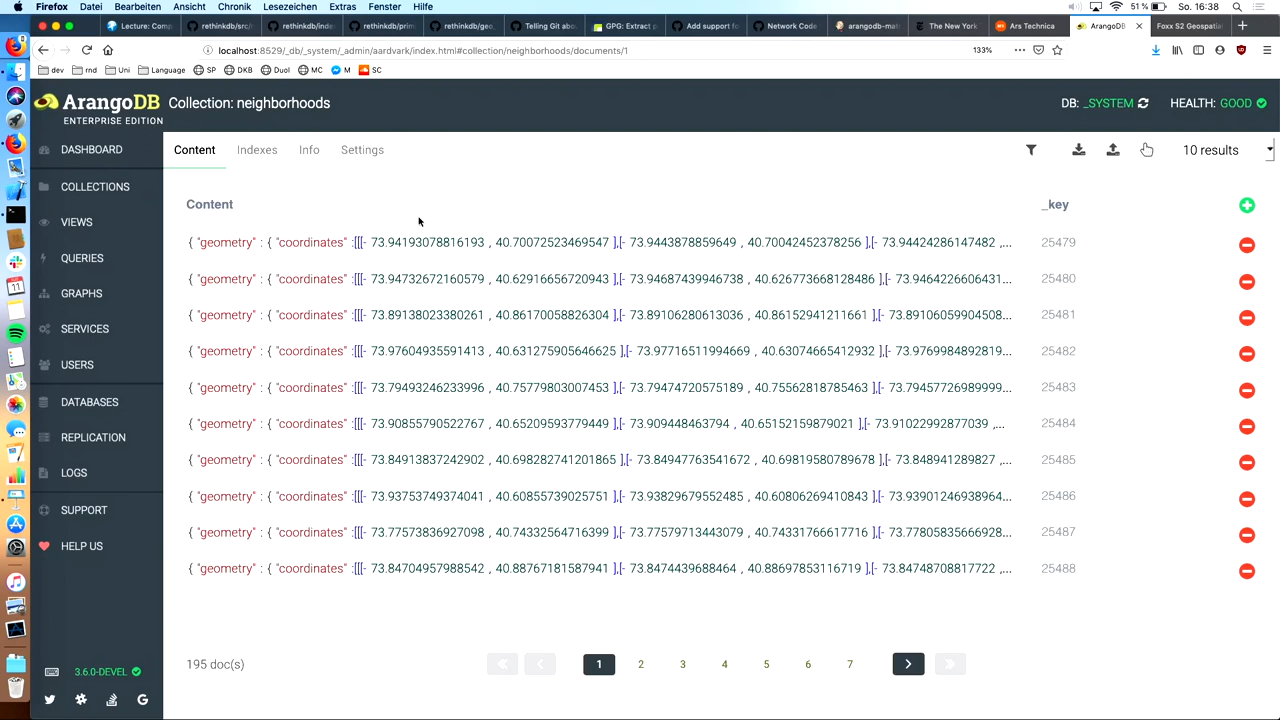 Firefox Datei Bearbeiten Ansicht Chronik Lesezeichen Extras Fenster Hilfe 51 % So. 16:38
Lecture: Compu rethinkdb/src/ rethinkdb/inde rethinkdb/prim rethinkdb/geo Telling Git abou GPG: Extract p Add support fo Network Code arangodb-mat The New York Ars Technica ArangoDB Foxx S2 Geospati
localhost:8529/_db/_system/_admin/aardvark/index.html#collection/neighborhoods/documents/1 133%
dev rnd Uni Language SP DKB Duol MC M SC
ArangoDB Collection: neighborhoods DB: _SYSTEM HEALTH: GOOD
ENTERPRISE EDITION
DASHBOARD
COLLECTIONS
VIEWS
QUERIES
GRAPHS
SERVICES
USERS
DATABASES
REPLICATION
LOGS
SUPPORT
HELP US
3.6.0-DEVEL
Content Indexes Info Settings 10 results
Content _key
{ "geometry" : { "coordinates" :[[[- 73.94193078816193 , 40.70072523469547 ],[- 73.9443878859649 , 40.70042452378256 ],[- 73.94424286147482 ,... 25479
{ "geometry" : { "coordinates" :[[[- 73.94732672160579 , 40.62916656720943 ],[- 73.94687439946738 , 40.626773668128486 ],[- 73.9464226606431... 25480
{ "geometry" : { "coordinates" :[[[- 73.89138023380261 , 40.86170058826304 ],[- 73.89106280613036 , 40.86152941211661 ],[- 73.89106059904508... 25481
{ "geometry" : { "coordinates" :[[[- 73.97604935591413 , 40.631275905646625 ],[- 73.97716511994669 , 40.63074665412932 ],[- 73.9769984892819... 25482
{ "geometry" : { "coordinates" :[[[- 73.79493246233996 , 40.75779803007453 ],[- 73.79474720575189 , 40.75562818785463 ],[- 73.79457726989999... 25483
{ "geometry" : { "coordinates" :[[[- 73.90855790522767 , 40.65209593779449 ],[- 73.909448463794 , 40.65152159879021 ],[- 73.91022992877039 ,... 25484
{ "geometry" : { "coordinates" :[[[- 73.84913837242902 , 40.698282741201865 ],[- 73.84947763541672 , 40.69819580789678 ],[- 73.848941289827 ,... 25485
{ "geometry" : { "coordinates" :[[[- 73.93753749374041 , 40.60855739025751 ],[- 73.93829679552485 , 40.60806269410843 ],[- 73.93901246938964... 25486
{ "geometry" : { "coordinates" :[[[- 73.77573836927098 , 40.74332564716399 ],[- 73.77579713443079 , 40.74331766617716 ],[- 73.77805835666928... 25487
{ "geometry" : { "coordinates" :[[[- 73.84704957988542 , 40.88767181587941 ],[- 73.8474439688464 , 40.88697853116719 ],[- 73.84748708817722 ,... 25488
195 doc(s) 1 2 3 4 5 6 7